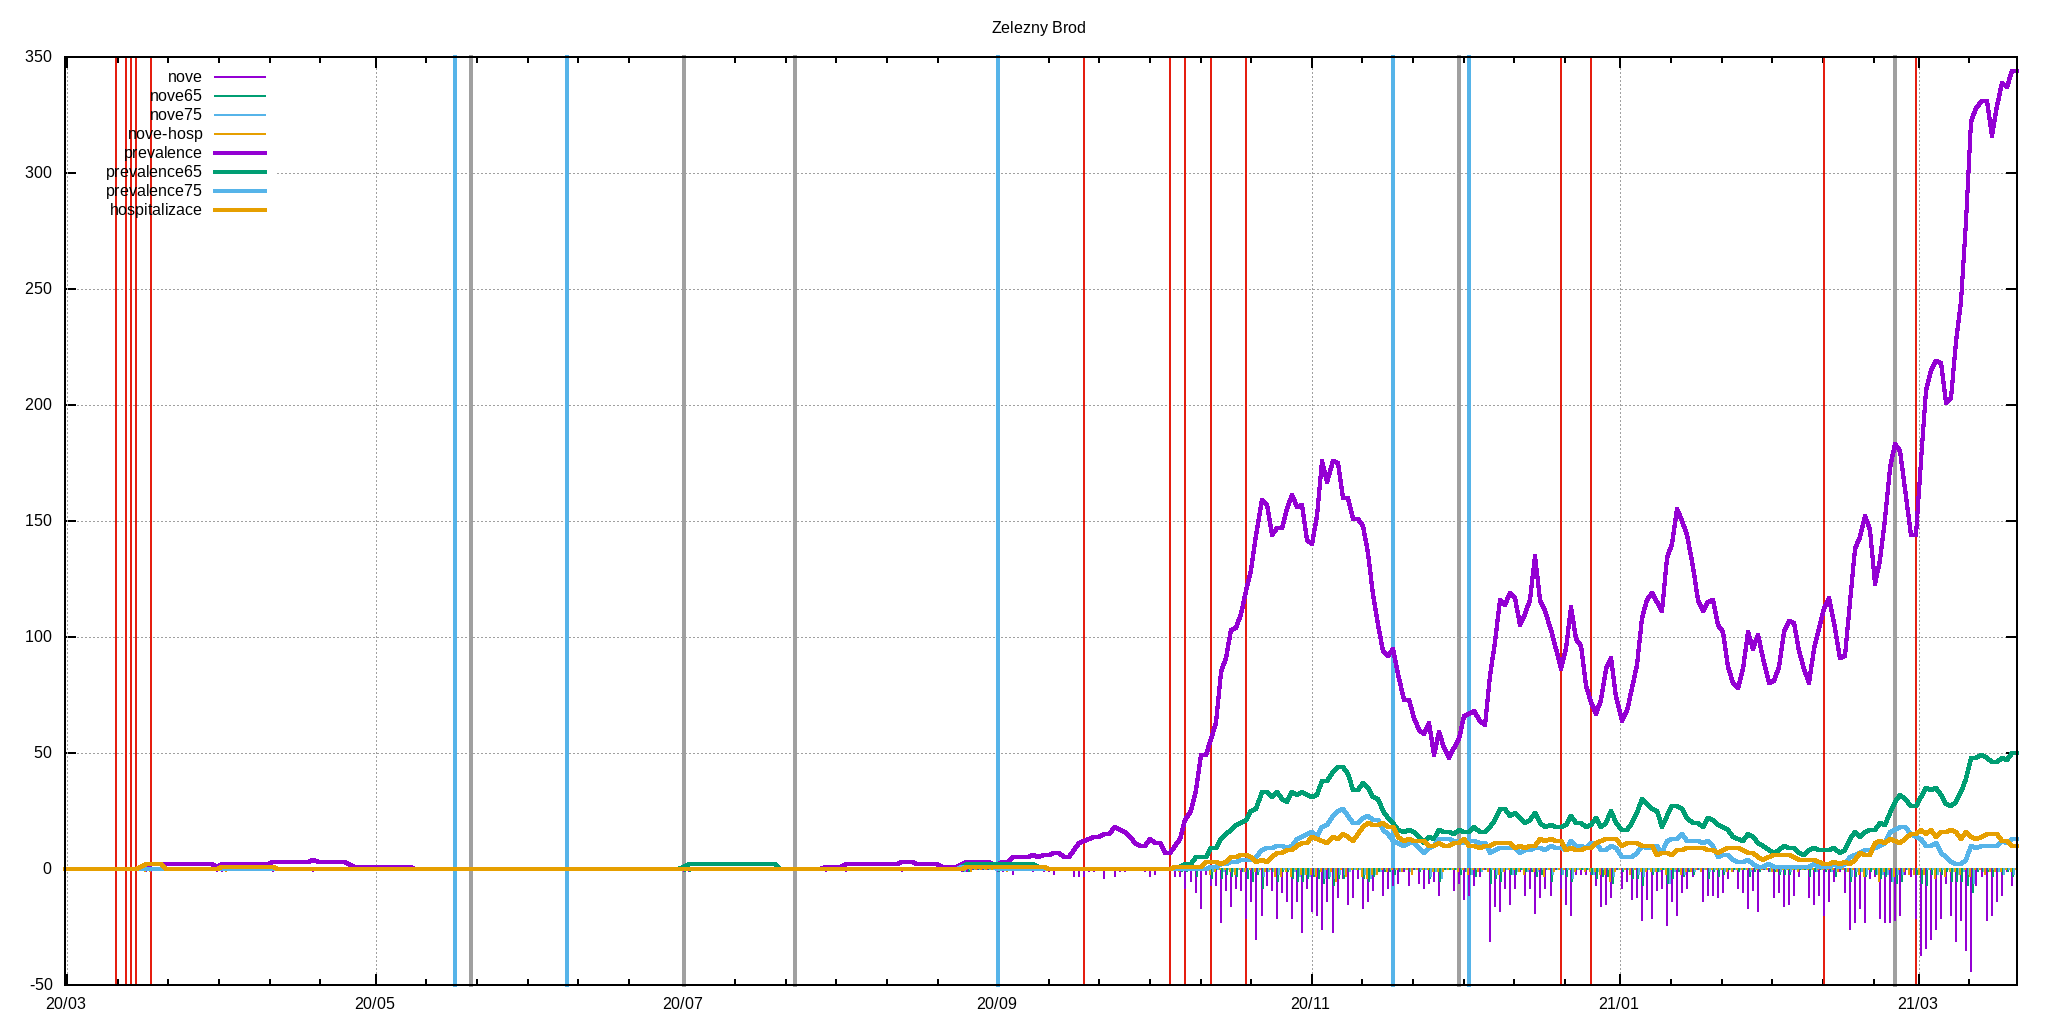 Zelezny Brod
350
nove
nove65
nove75
nove-hosp
prevalence
prevalence65
prevalence75
hospitalizace
300
250
200
150
100
50
0
-50
20/03 20/05 20/07 20/09 20/11 21/01 21/03